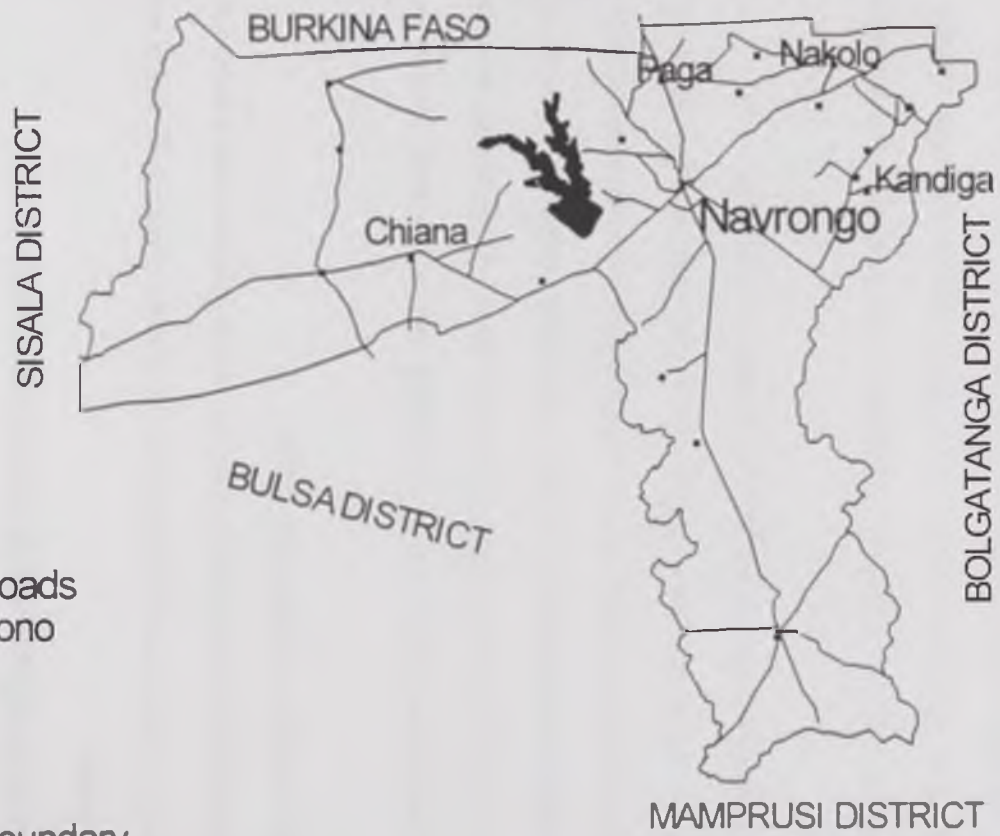 BURKINA FASO
Nakolo
Paga
SISALA DISTRICT
Kandiga
Navrongo
Chiana
BOLGATANGA DISTRICT
BULSA DISTRICT
oads
ono
MAMPRUSI DISTRICT
oundary